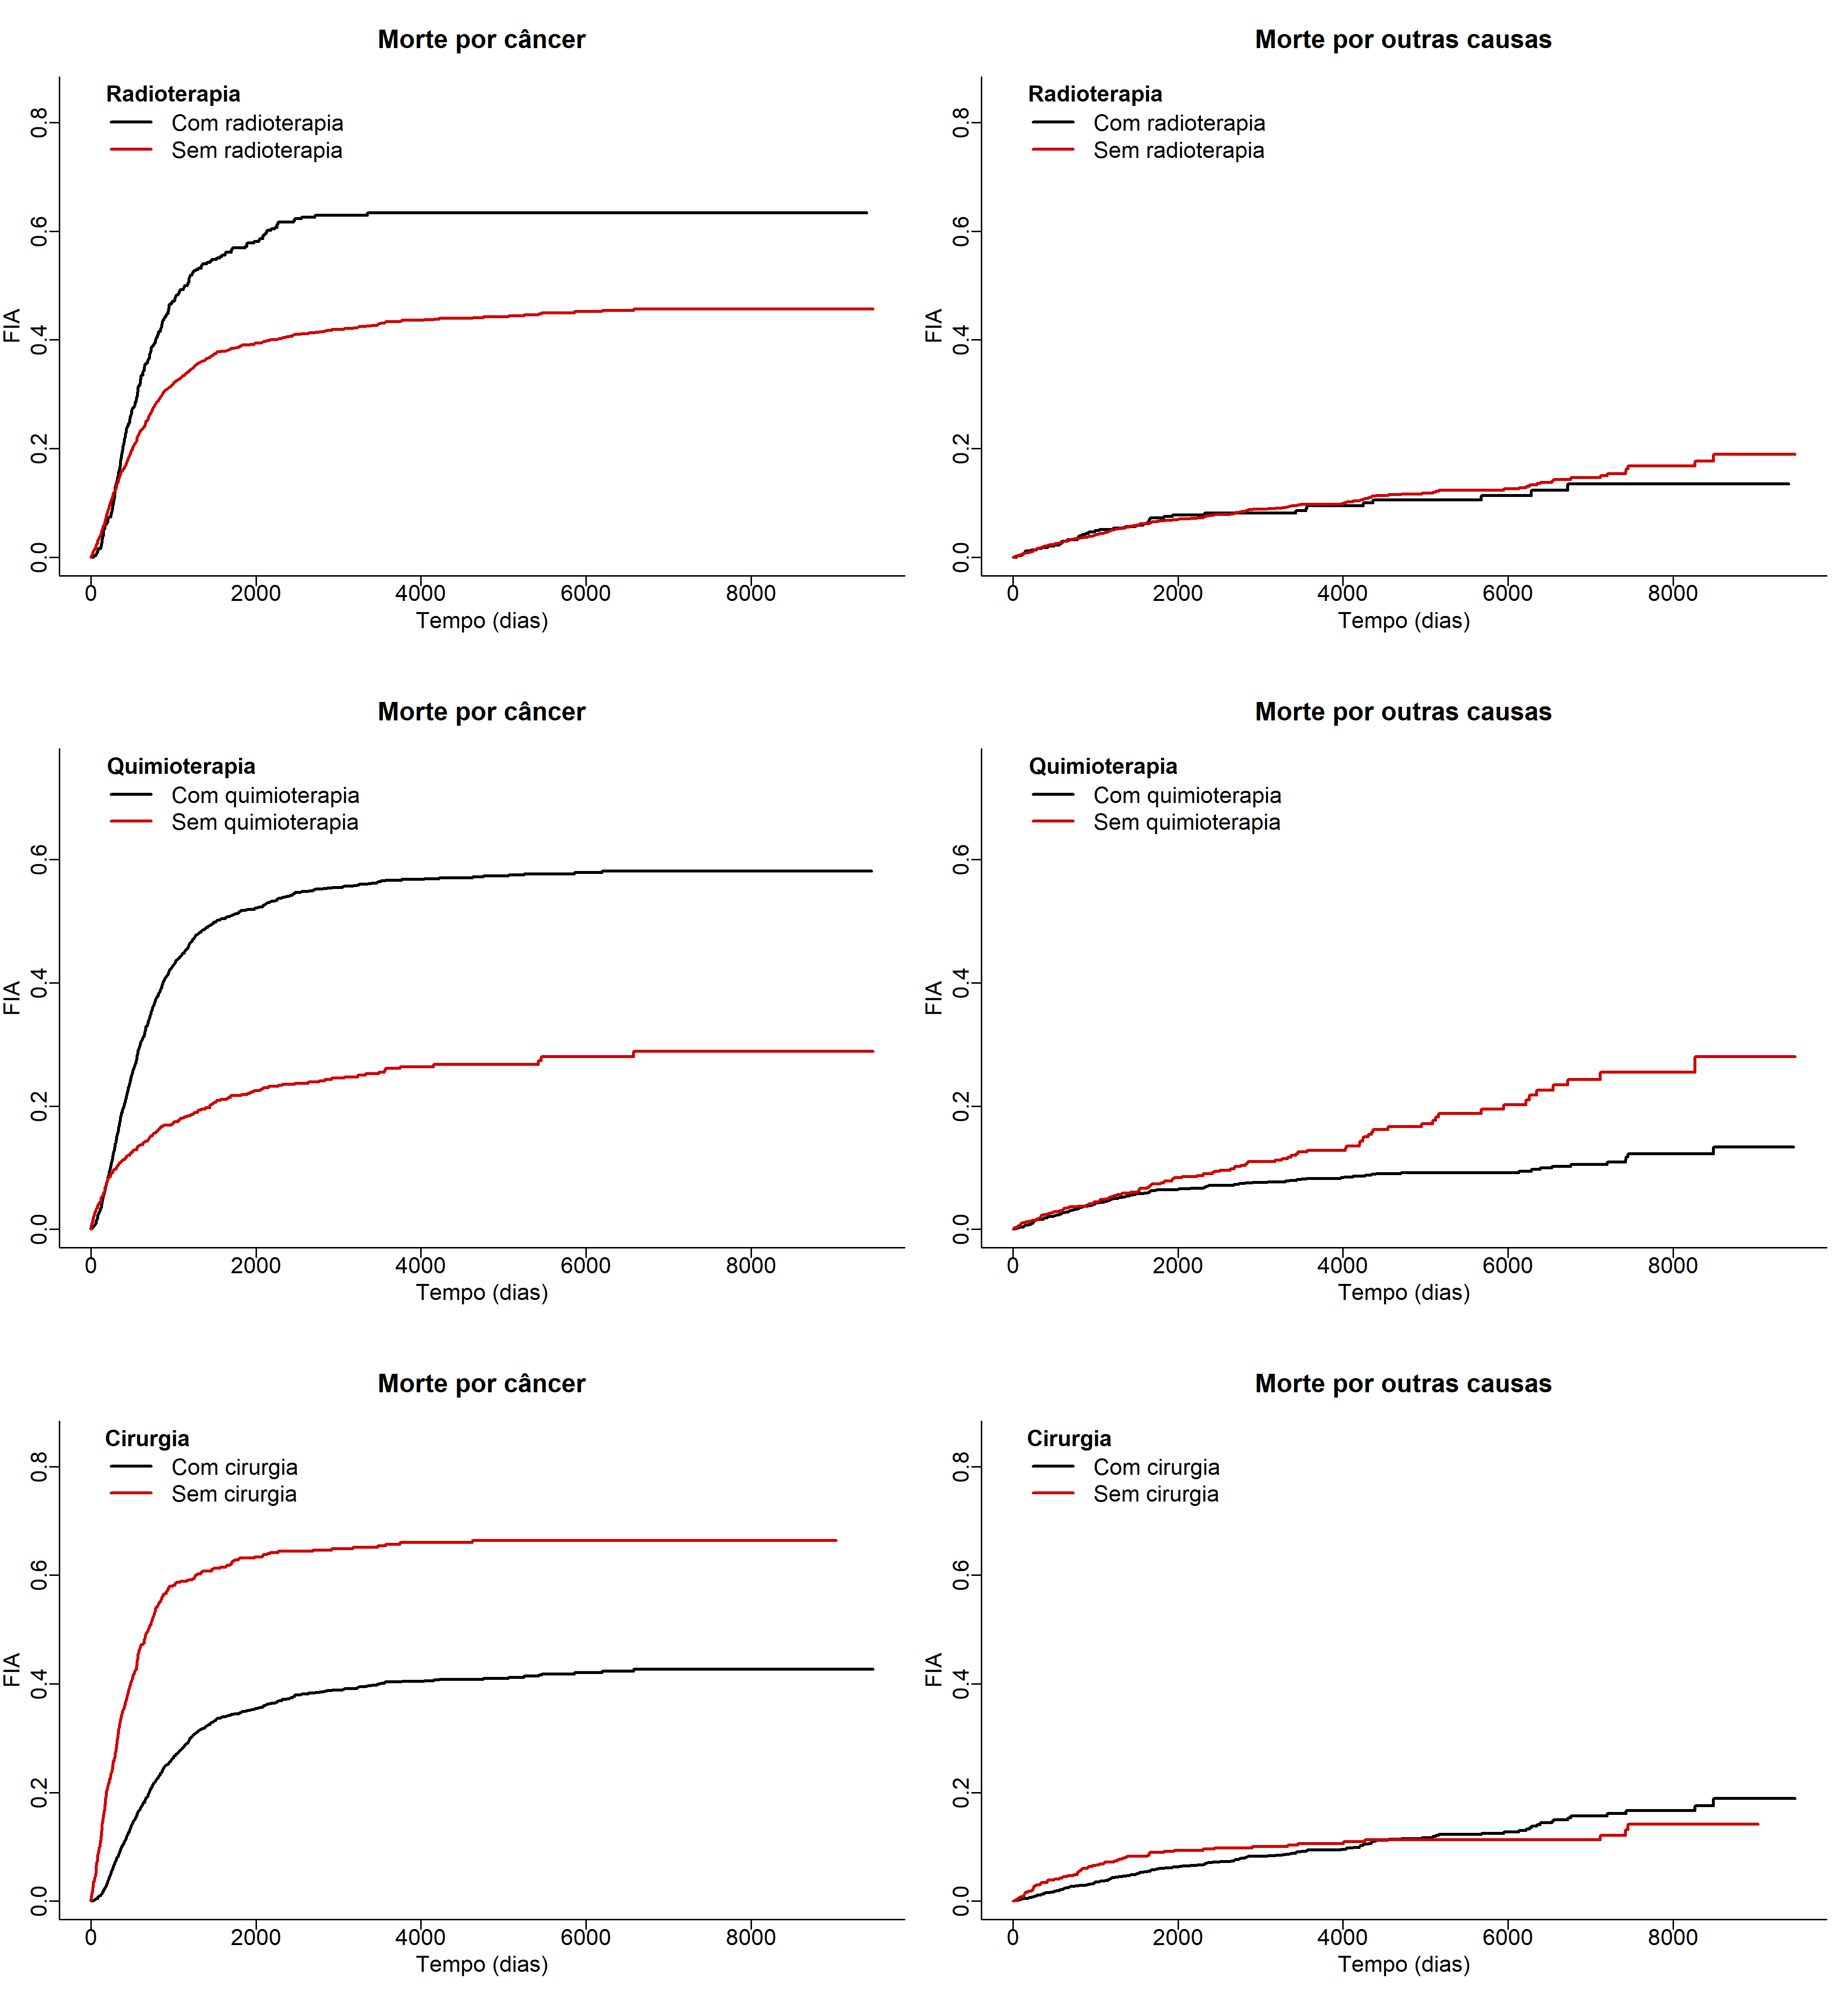 Morte por câncer
Radioterapia
Com radioterapia
Sem radioterapia
FIA
0.0
0.2
0.4
0.6
0.8
0 2000 4000 6000 8000
Tempo (dias)
Morte por outras causas
Radioterapia
Com radioterapia
Sem radioterapia
FIA
0.0
0.2
0.4
0.6
0.8
0 2000 4000 6000 8000
Tempo (dias)
Morte por câncer
Quimioterapia
Com quimioterapia
Sem quimioterapia
FIA
0.0
0.2
0.4
0.6
0 2000 4000 6000 8000
Tempo (dias)
Morte por outras causas
Quimioterapia
Com quimioterapia
Sem quimioterapia
FIA
0.0
0.2
0.4
0.6
0 2000 4000 6000 8000
Tempo (dias)
Morte por câncer
Cirurgia
Com cirurgia
Sem cirurgia
FIA
0.0
0.2
0.4
0.6
0.8
0 2000 4000 6000 8000
Tempo (dias)
Morte por outras causas
Cirurgia
Com cirurgia
Sem cirurgia
FIA
0.0
0.2
0.4
0.6
0.8
0 2000 4000 6000 8000
Tempo (dias)